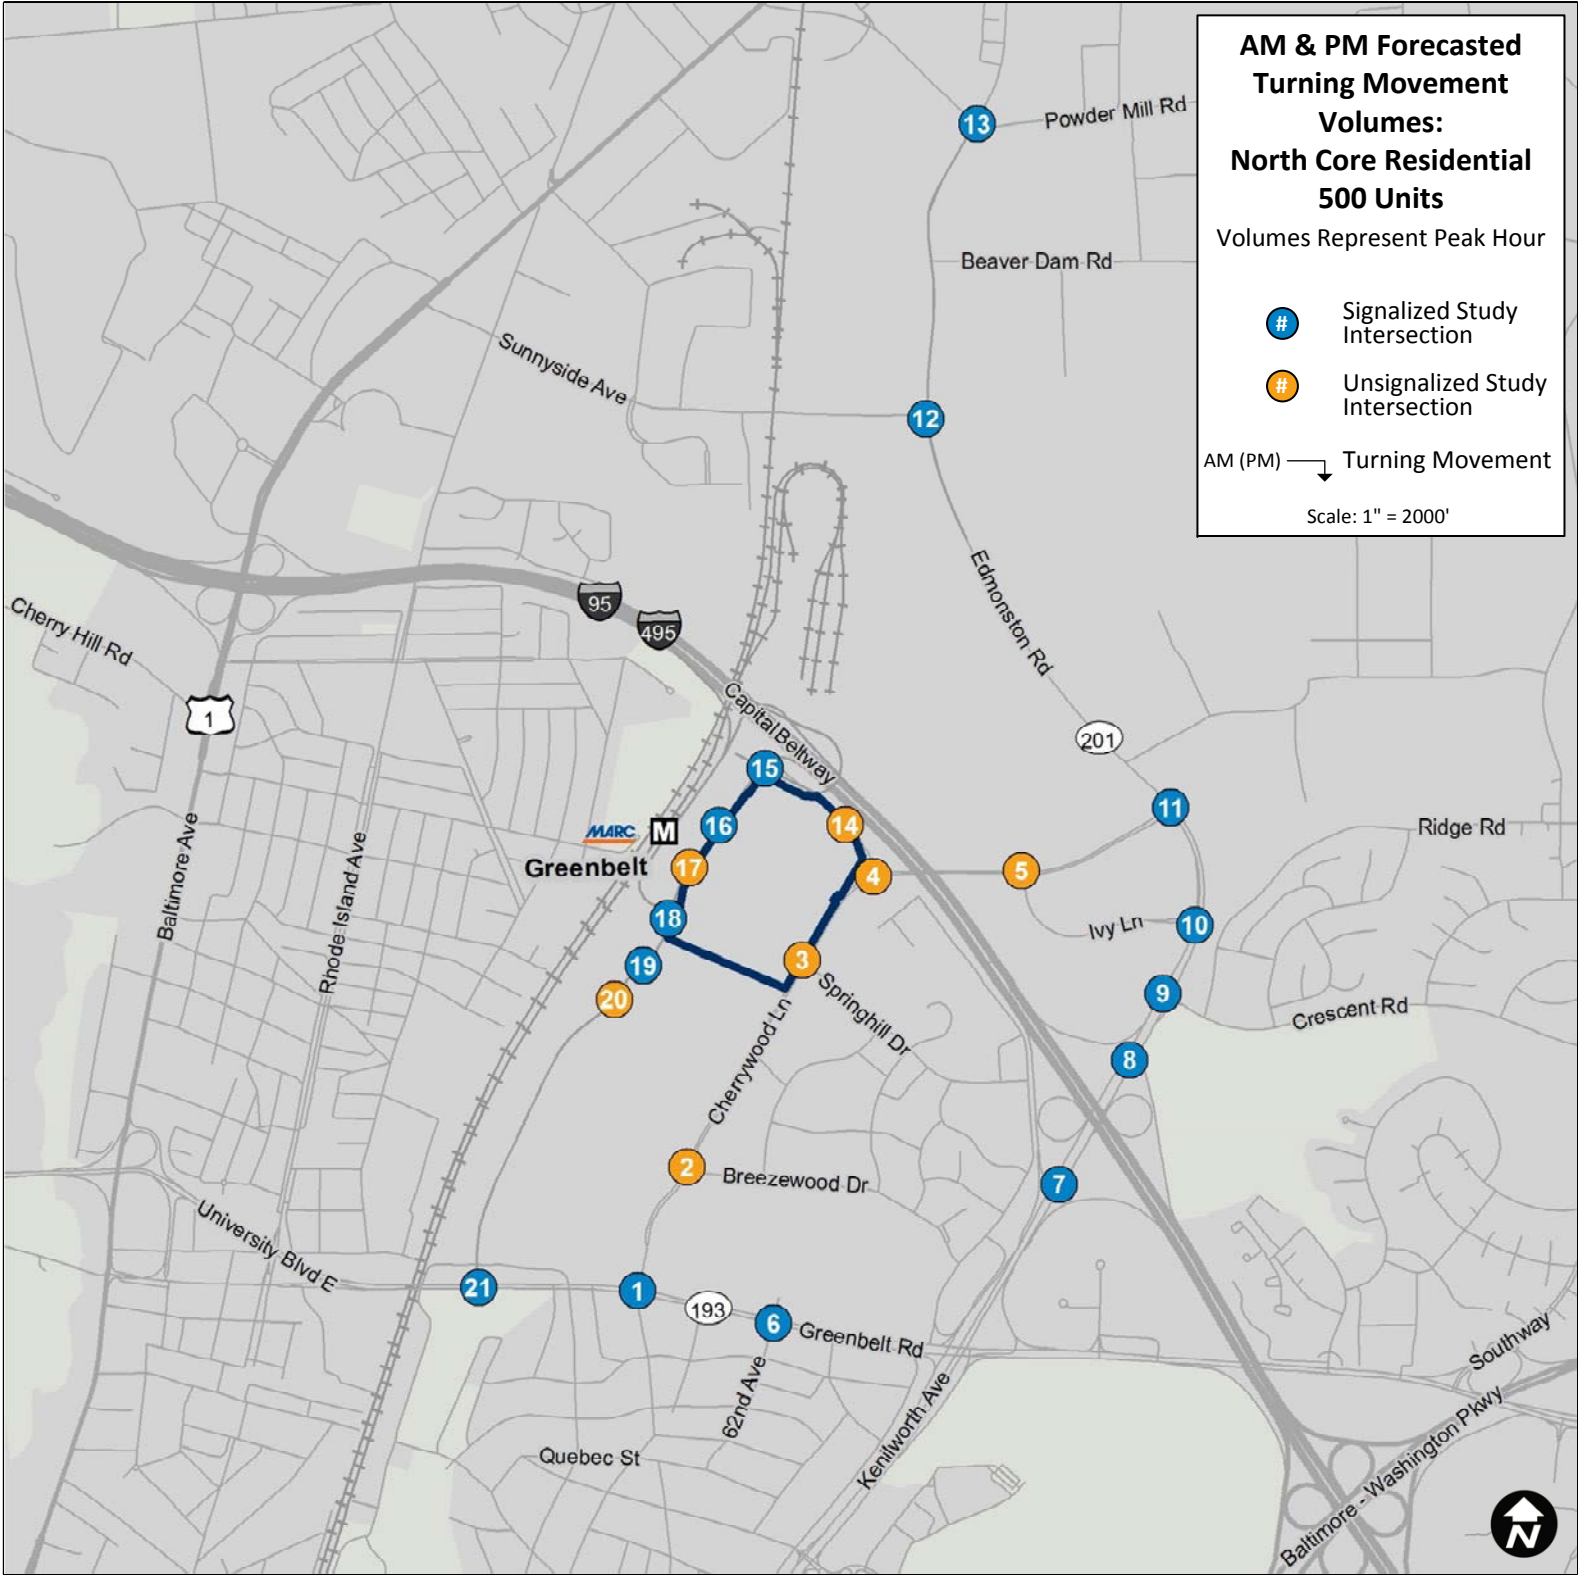 AM & PM Forecasted
Turning Movement
Volumes:
North Core Residential
500 Units
Volumes Represent Peak Hour
# Signalized Study
Intersection
# Unsignalized Study
Intersection
AM (PM) Turning Movement
Scale: 1" = 2000'
13
Powder Mill Rd
Beaver Dam Rd
Sunnyside Ave
12
Edmonston Rd
95
495
Cherry Hill Rd
1
Capital Beltway
201
15
11
16
14
MARC M
Greenbelt
17
4
5
Ridge Rd
Baltimore Ave
Rhode Island Ave
18
Ivy Ln
10
19
3
20
9
Springhill Dr
Crescent Rd
Cherrywood Ln
8
2
Breezewood Dr
7
University Blvd E
21
1
193
6
Greenbelt Rd
62nd Ave
Kenilworth Ave
Southway
Quebec St
Baltimore - Washington Pkwy
N